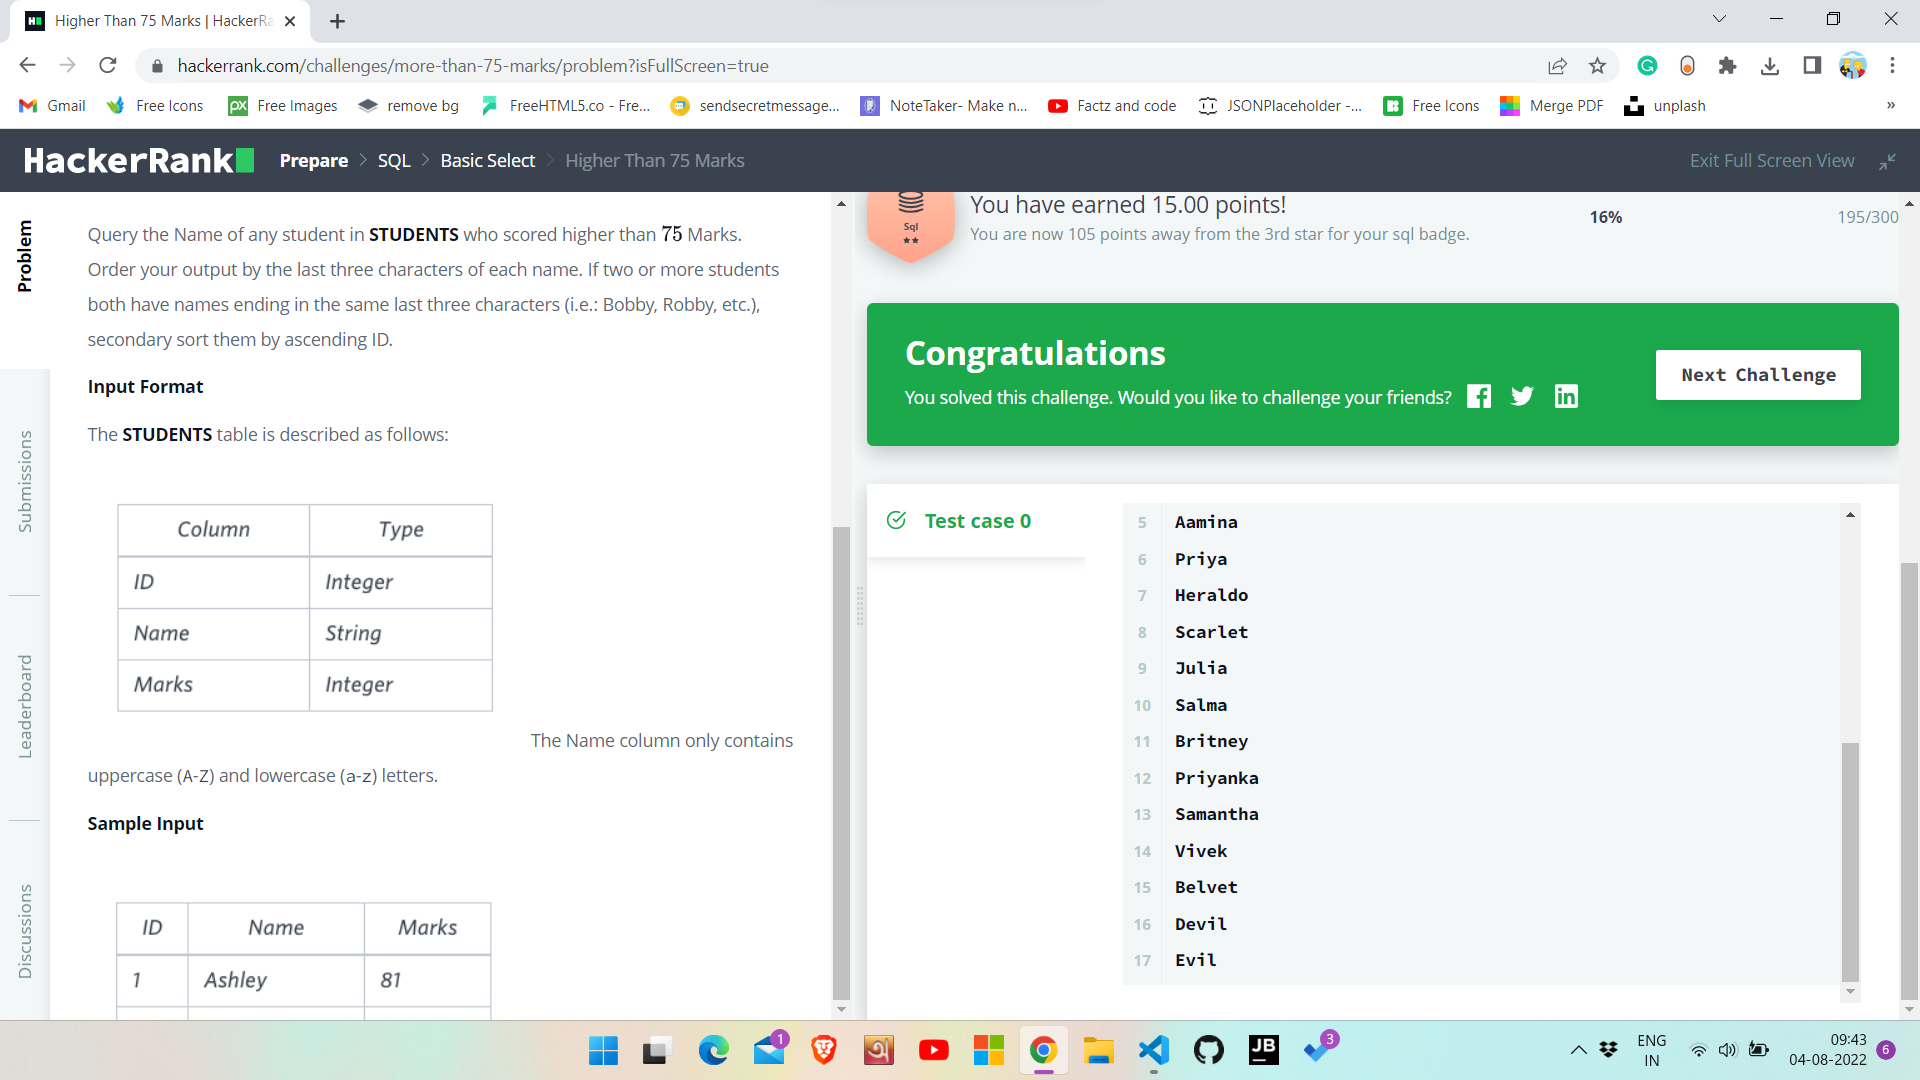 Higher Than 75 Marks | HackerRa
hackerrank.com/challenges/more-than-75-marks/problem?isFullScreen=true
Gmail
Free Icons
Free Images
remove bg
FreeHTML5.co - Fre...
sendsecretmessage...
NoteTaker- Make n...
Factz and code
JSONPlaceholder -...
Free Icons
Merge PDF
unplash
»
HackerRank
Prepare > SQL > Basic Select > Higher Than 75 Marks
Exit Full Screen View
Problem
Submissions
Leaderboard
Discussions
Query the Name of any student in STUDENTS who scored higher than 75 Marks.
Order your output by the last three characters of each name. If two or more students
both have names ending in the same last three characters (i.e.: Bobby, Robby, etc.),
secondary sort them by ascending ID.
Input Format
The STUDENTS table is described as follows:
Column Type
ID Integer
Name String
Marks Integer
The Name column only contains
uppercase (A-Z) and lowercase (a-z) letters.
Sample Input
ID Name Marks
1 Ashley 81
Sql
You have earned 15.00 points!
You are now 105 points away from the 3rd star for your sql badge.
16%
195/300
Congratulations
You solved this challenge. Would you like to challenge your friends?
Next Challenge
Test case 0
5 Aamina
6 Priya
7 Heraldo
8 Scarlet
9 Julia
10 Salma
11 Britney
12 Priyanka
13 Samantha
14 Vivek
15 Belvet
16 Devil
17 Evil
1
अ
JB
3
ENG
IN
09:43
04-08-2022
6